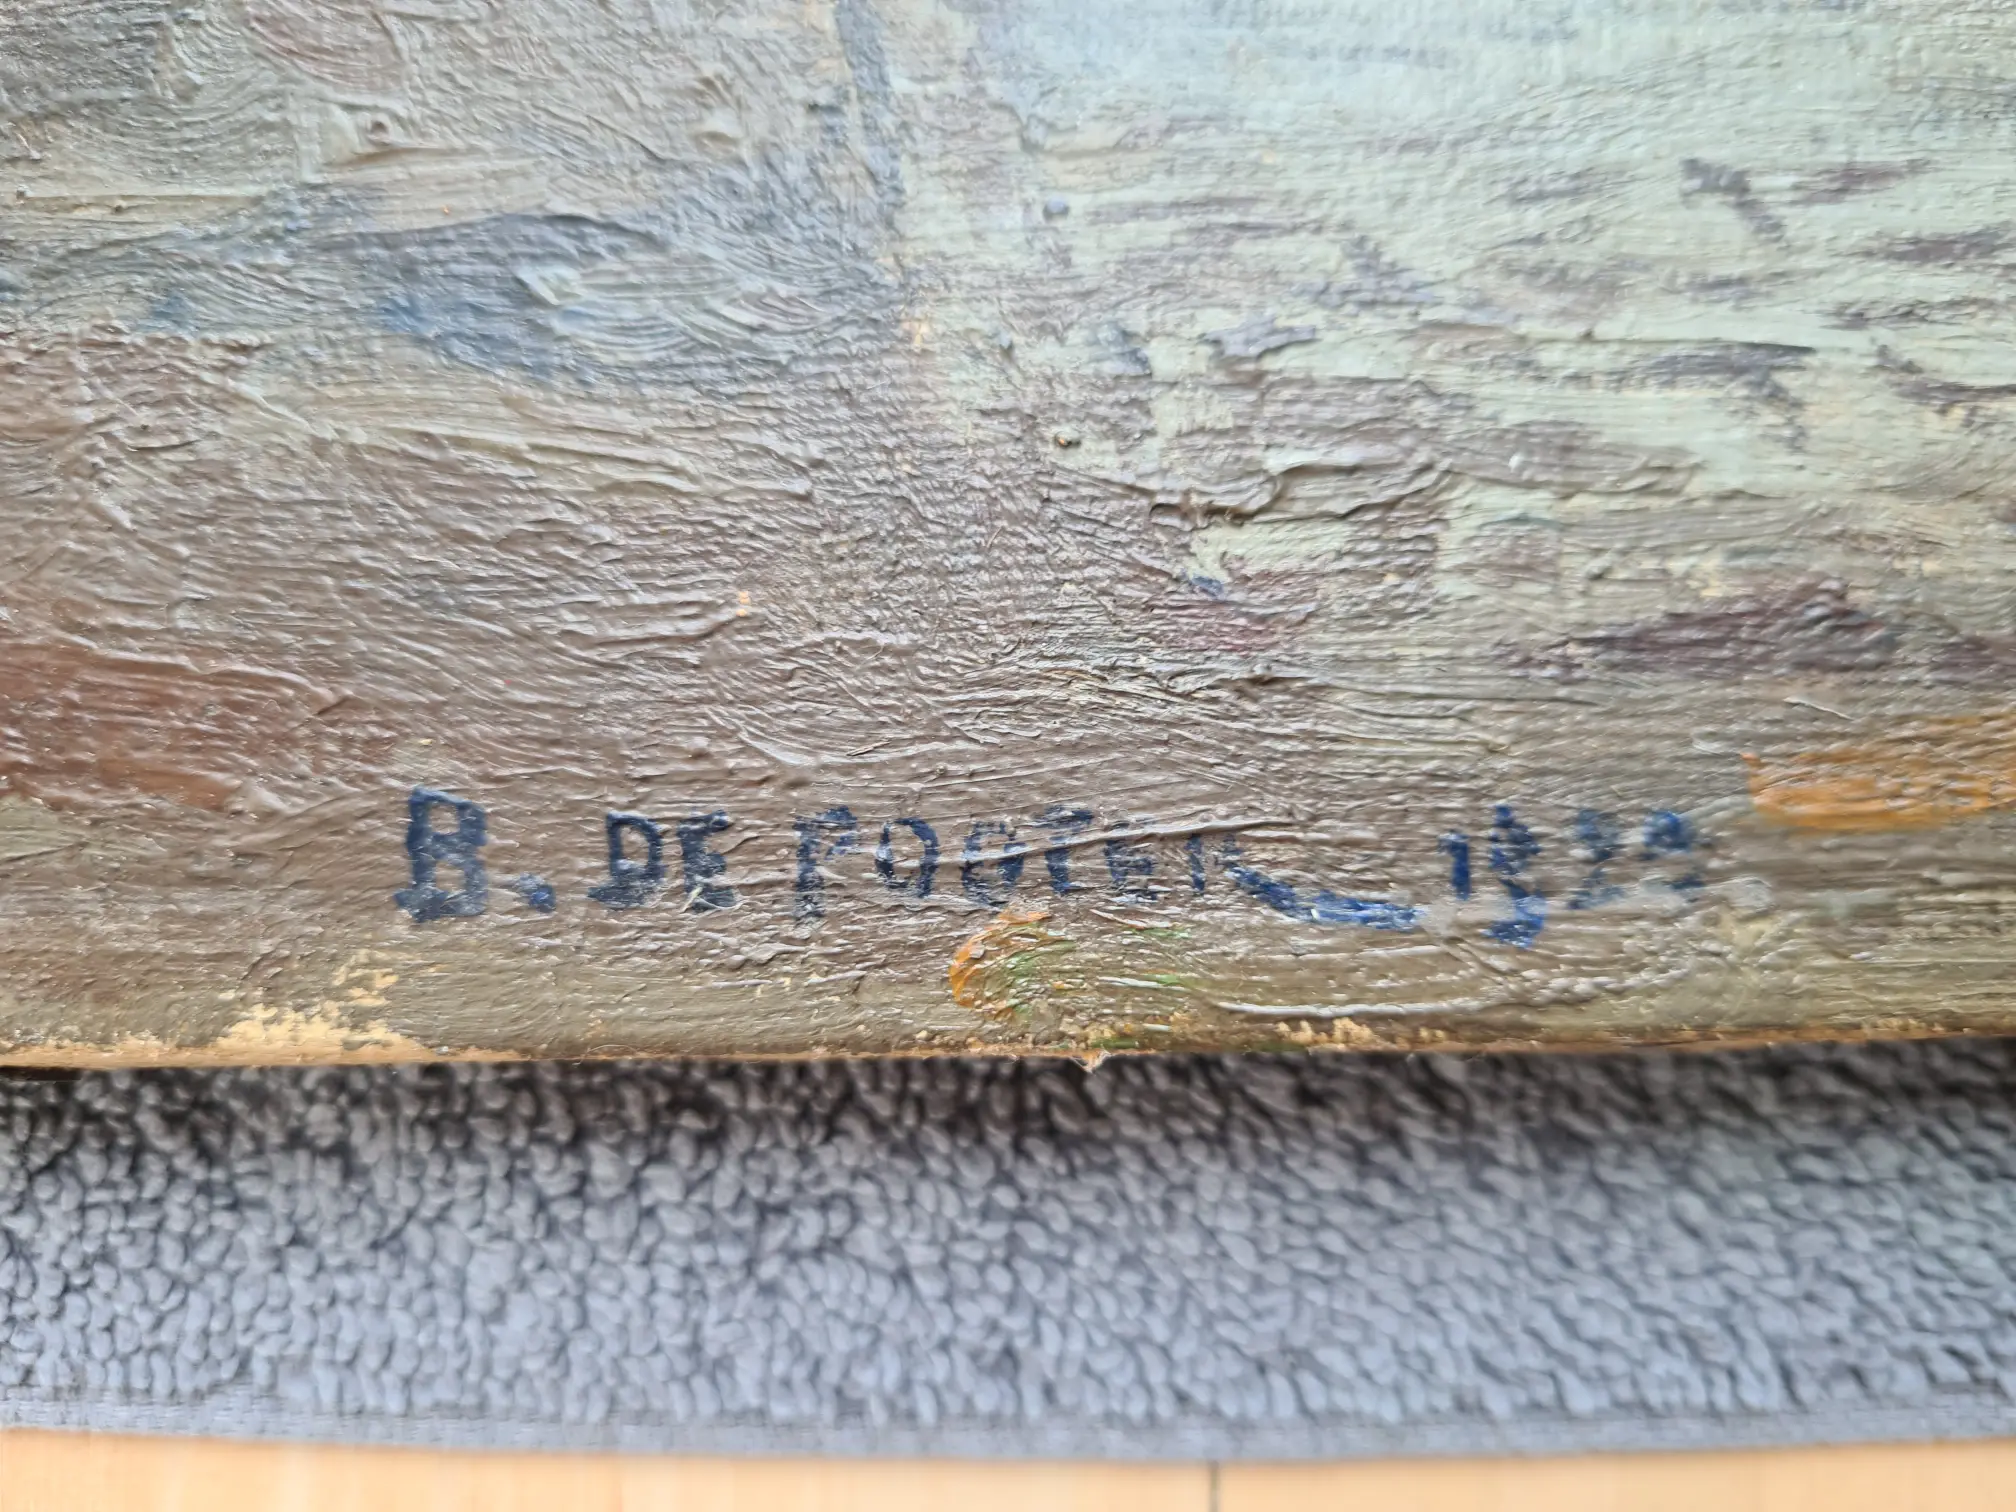 B. DE POOTER